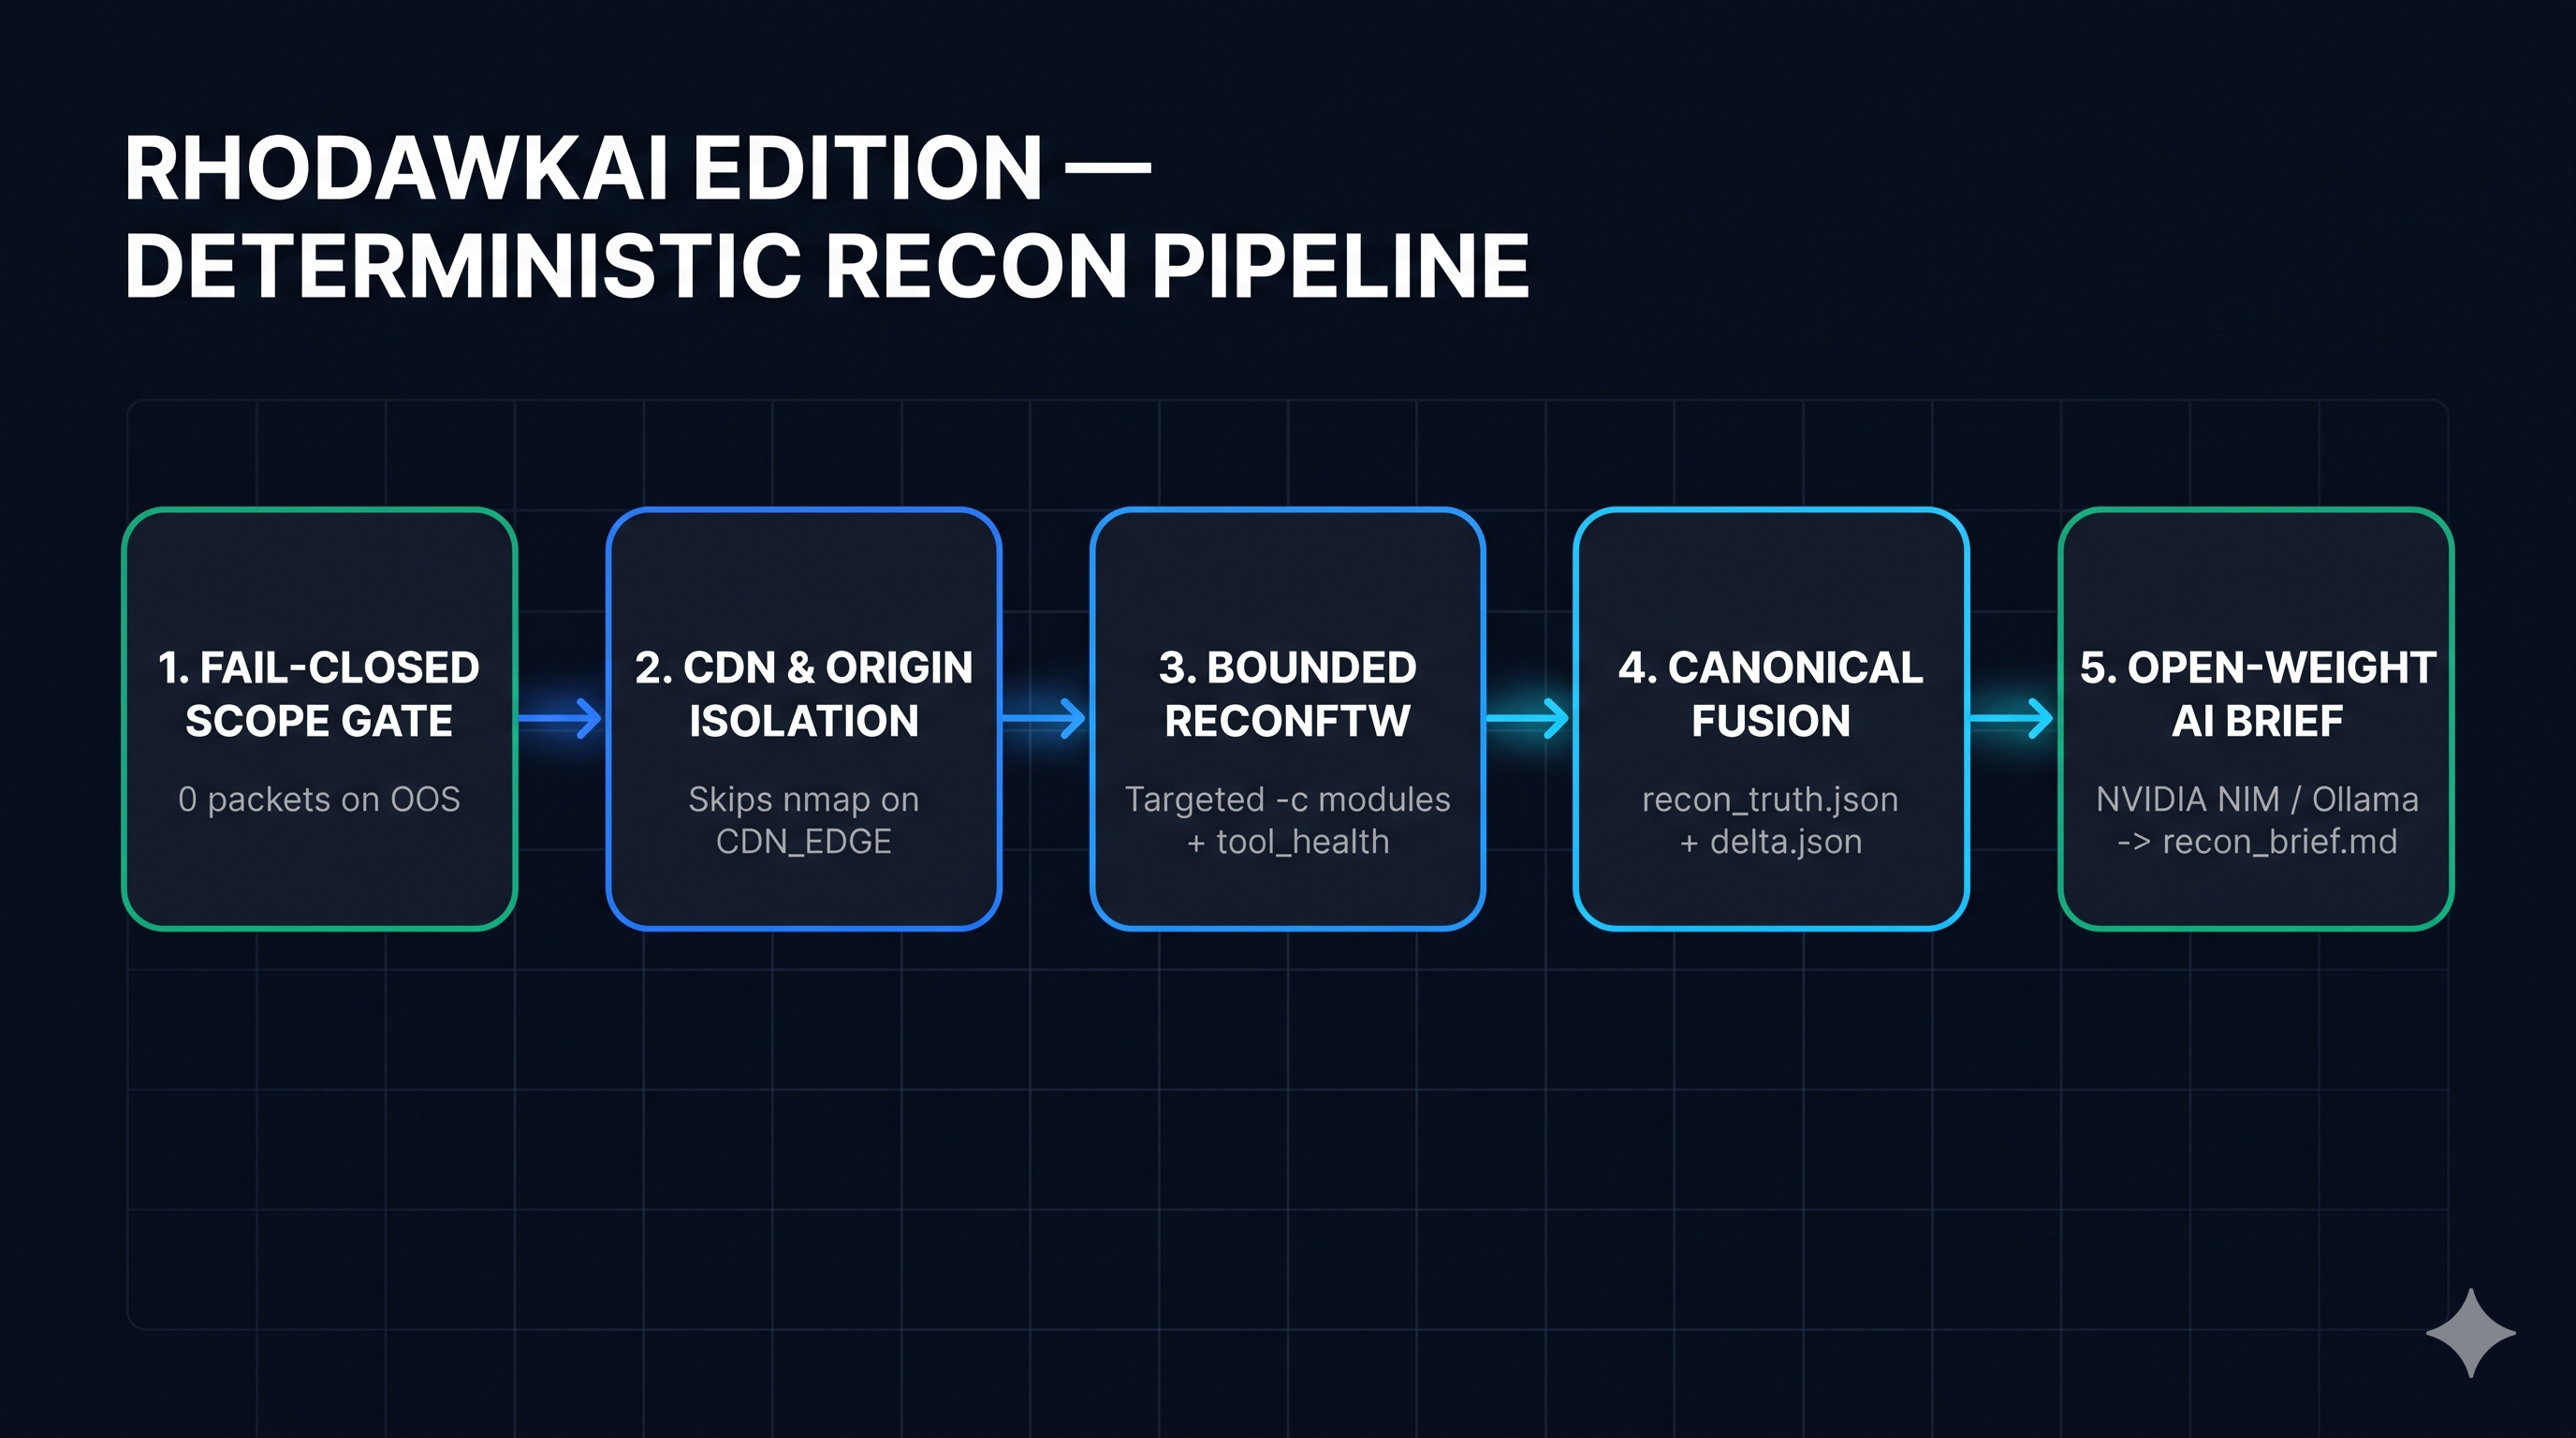 RHODAWKAI EDITION —
DETERMINISTIC RECON PIPELINE
1. FAIL-CLOSED
SCOPE GATE
0 packets on OOS
2. CDN & ORIGIN
ISOLATION
Skips nmap on
CDN_EDGE
3. BOUNDED
RECONFTW
Targeted -c modules
+ tool_health
4. CANONICAL
FUSION
recon_truth.json
+ delta.json
5. OPEN-WEIGHT
AI BRIEF
NVIDIA NIM / Ollama
-> recon_brief.md